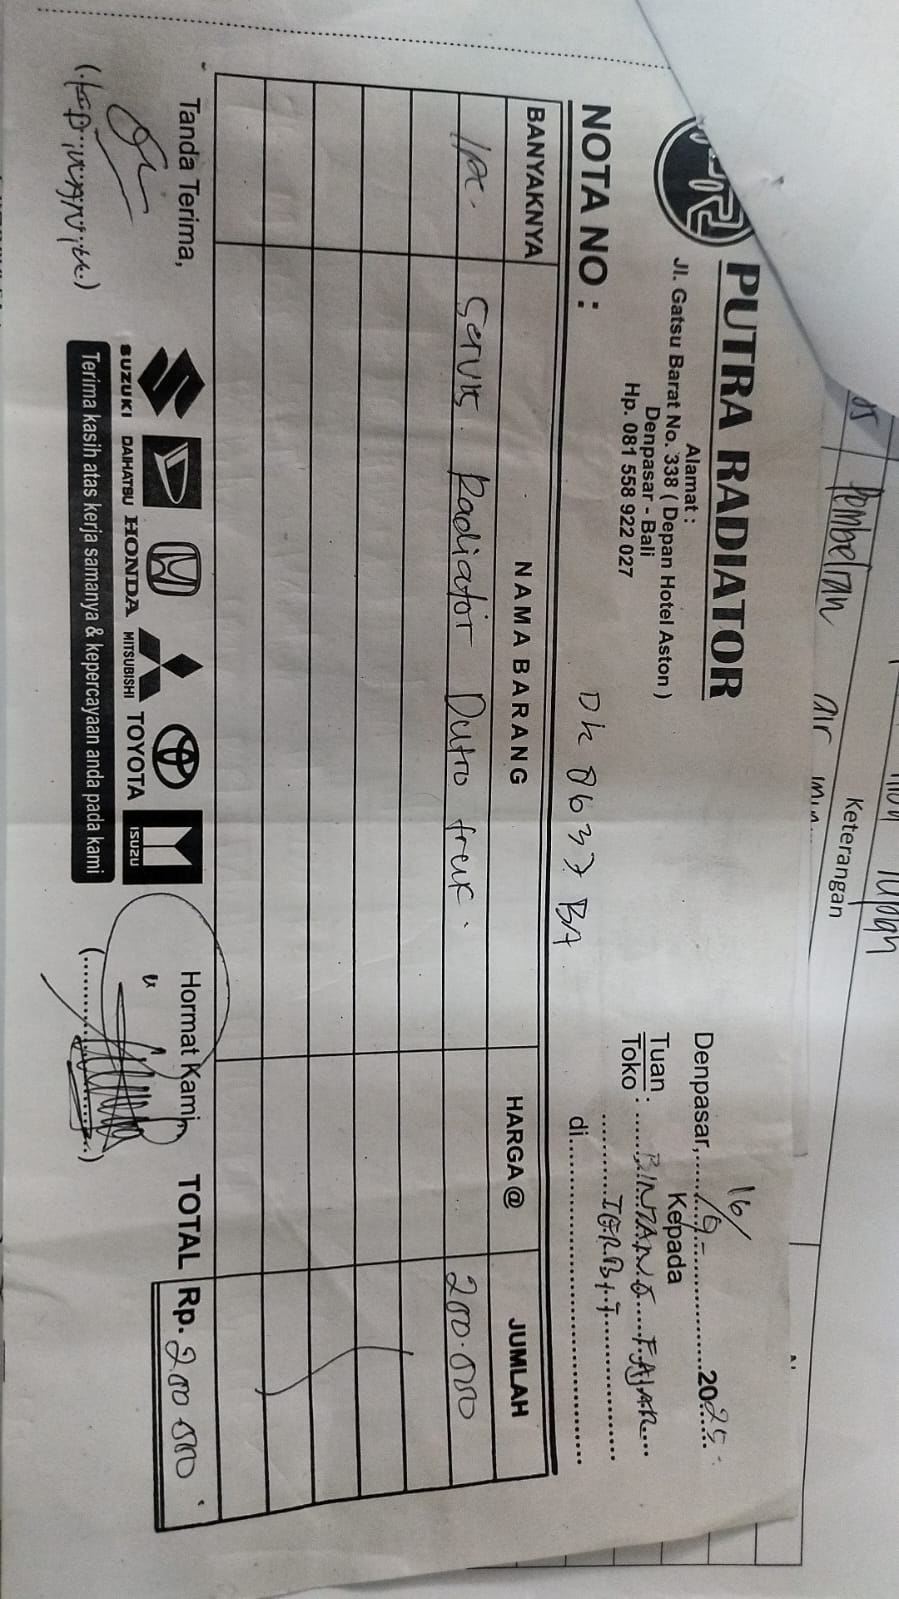 PUTRA RADIATOR
Alamat :
Jl. Gatsu Barat No. 338 ( Depan Hotel Aston )
Denpasar - Bali
Hp. 081 558 922 027
Denpasar, 16/9- 2025
Kepada
Tuan
Toko : BINTANG FAJAR
TERBIT
di
NOTA NO :
DK 8637 BA
BANYAKNYA NAMA BARANG HARGA@ JUMLAH
1pc. Servis Radiator Dutro truk. 200.000
Tanda Terima,
SUZUKI DAIHATSU HONDA MITSUBISHI TOYOTA ISUZU
Terima kasih atas kerja samanya & kepercayaan anda pada kami
Hormat Kami
TOTAL Rp. 200.000
Keterangan
Pembelian air